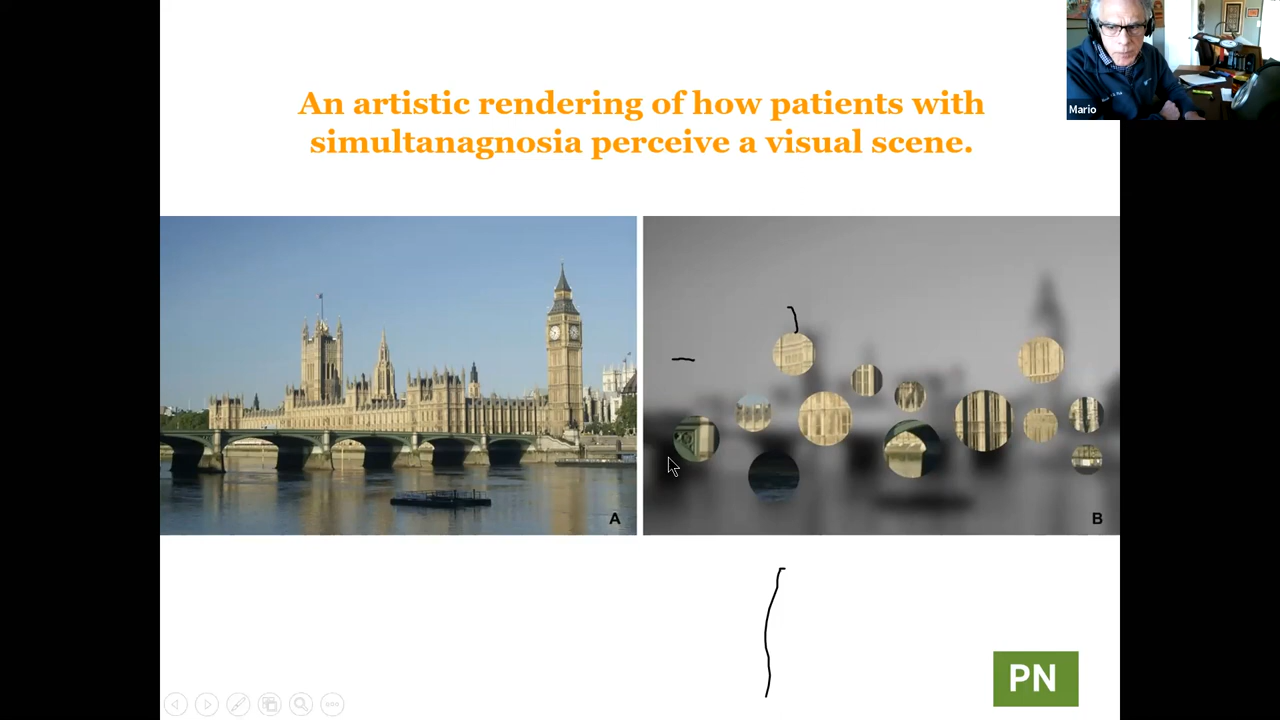 An artistic rendering of how patients with
simultanagnosia perceive a visual scene.
Mario
A
B
PN